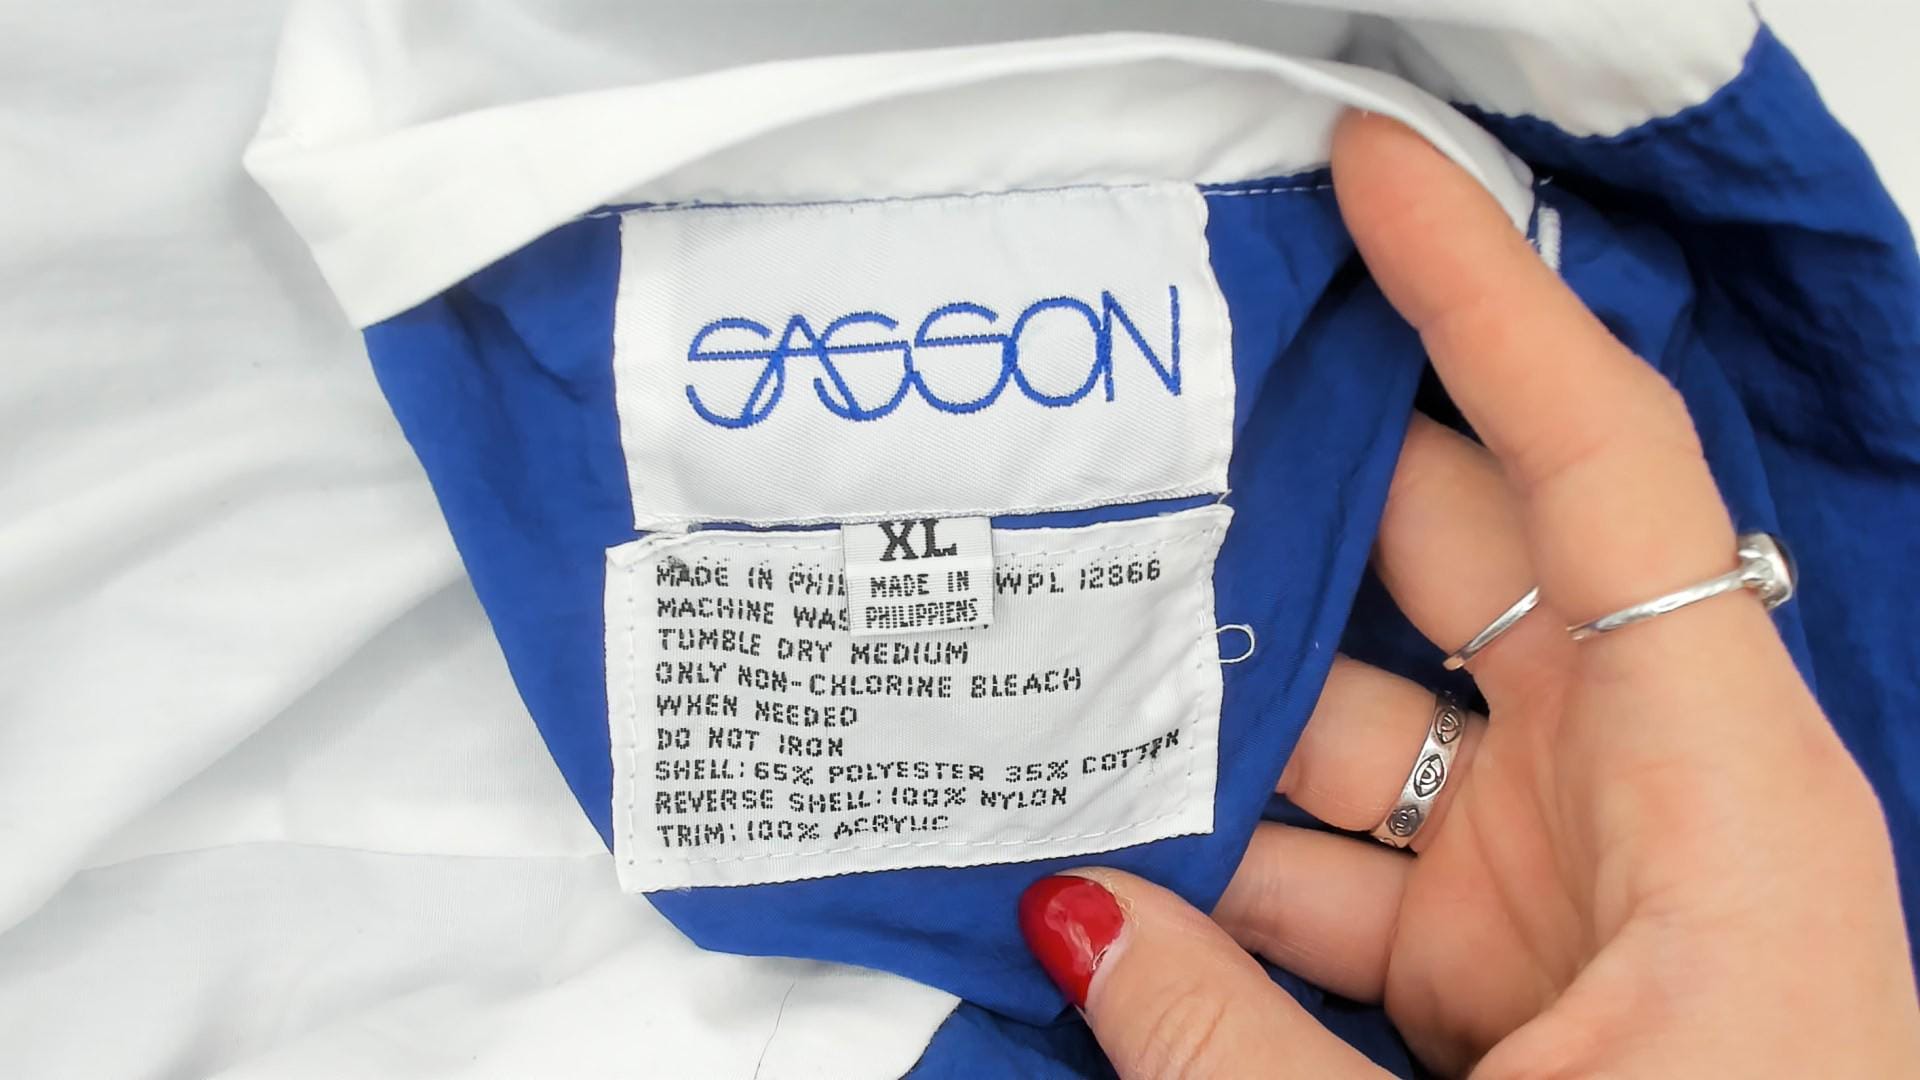 SASSON
XL
MADE IN
PHILIPPIENS
MADE IN PHIL WPL 12866
MACHINE WAS
TUMBLE DRY MEDIUM
ONLY NON-CHLORINE BLEACH
WHEN NEEDED
DO NOT IRON
SHELL: 65% POLYESTER 35% COTTON
REVERSE SHELL: 100% NYLON
TRIM: 100% ACRYLIC